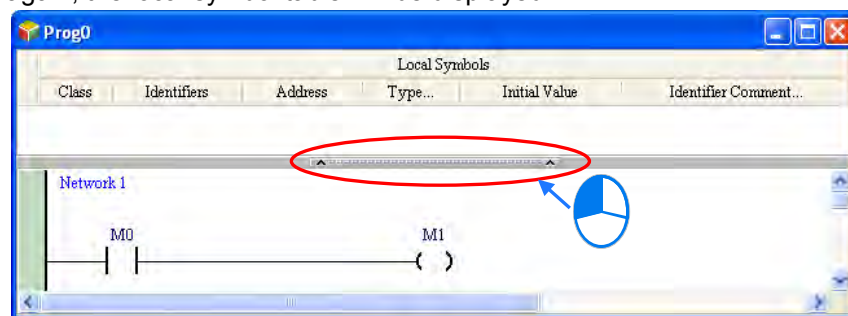 Prog0
Local Symbols
Class Identifiers Address Type... Initial Value Identifier Comment...
Network 1
M0 M1